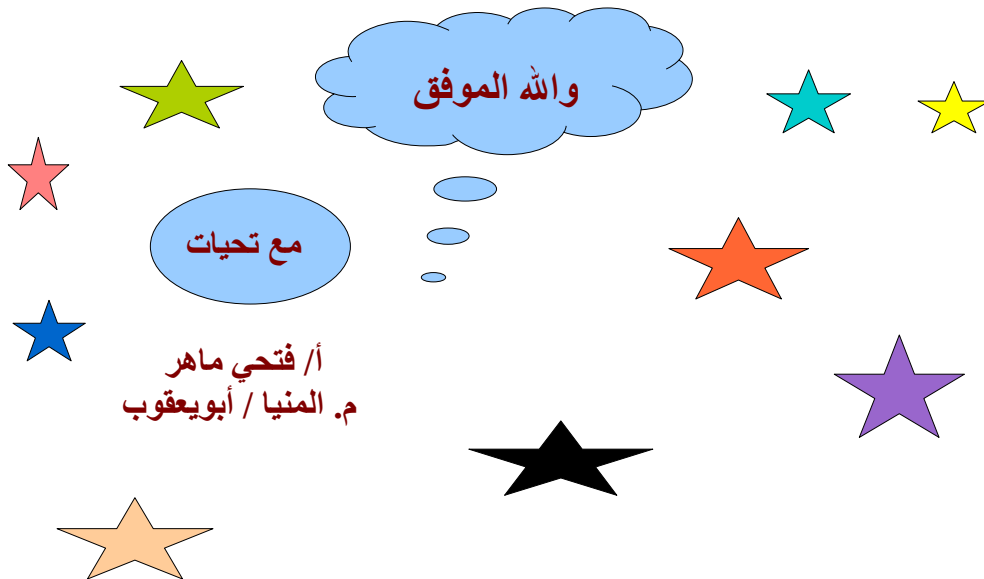 والله الموفق
مع تحيات
أ/ فتحي ماهر
م. المنيا / أبويعقوب